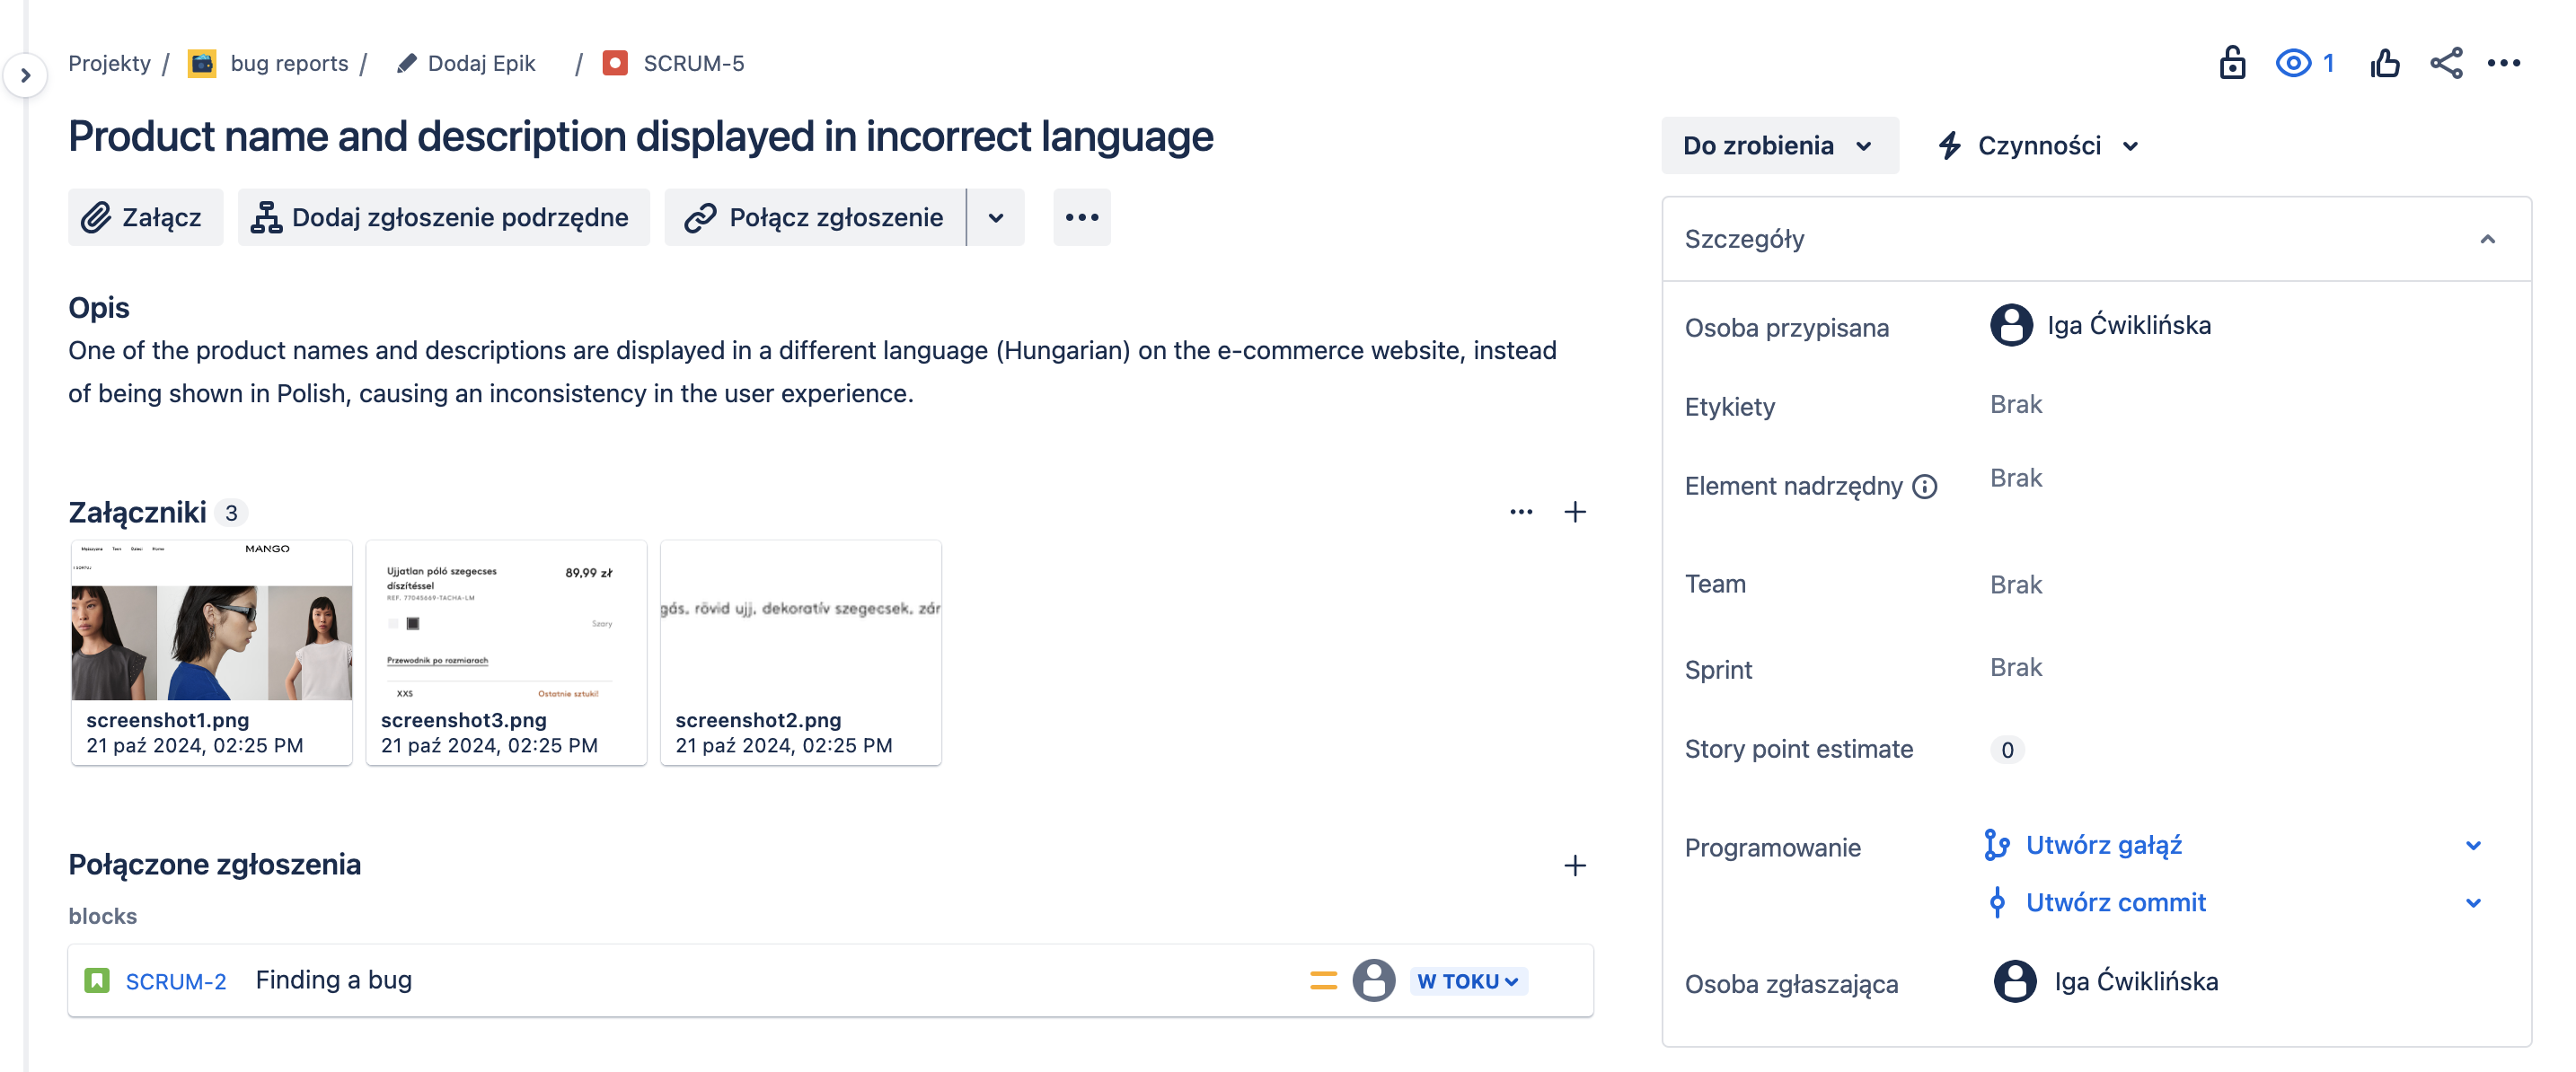 Projekty / bug reports / Dodaj Epik / SCRUM-5
1
Product name and description displayed in incorrect language
Załącz
Dodaj zgłoszenie podrzędne
Połącz zgłoszenie
Opis
One of the product names and descriptions are displayed in a different language (Hungarian) on the e-commerce website, instead
of being shown in Polish, causing an inconsistency in the user experience.
Załączniki 3
MANGO
screenshot1.png
21 paź 2024, 02:25 PM
Ujjatlan póló szegecses
díszítéssel
89,99 zł
REF. 77045669-TACHA-LM
Szary
Przewodnik po rozmiarach
XXS
Ostatnie sztuki!
screenshot3.png
21 paź 2024, 02:25 PM
gás, rövid ujj, dekoratív szegecsek, zár
screenshot2.png
21 paź 2024, 02:25 PM
Połączone zgłoszenia
blocks
SCRUM-2 Finding a bug W TOKU
Do zrobienia
Czynności
Szczegóły
Osoba przypisana Iga Ćwiklińska
Etykiety Brak
Element nadrzędny Brak
Team Brak
Sprint Brak
Story point estimate 0
Programowanie Utwórz gałąź
Utwórz commit
Osoba zgłaszająca Iga Ćwiklińska